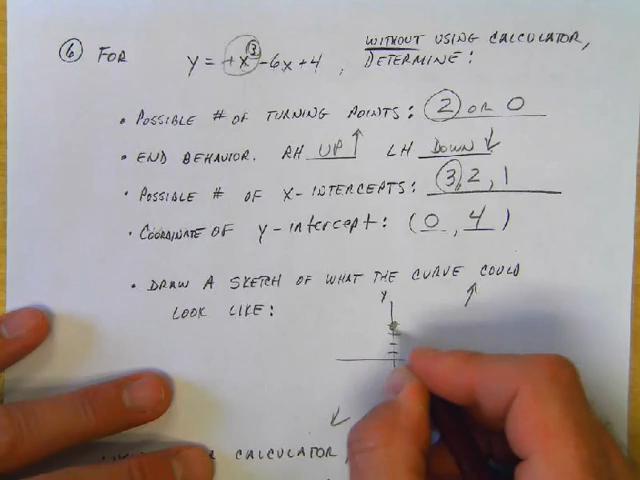 ⑥ FOR y = +x³ - 6x + 4, WITHOUT USING CALCULATOR, DETERMINE:
• POSSIBLE # OF TURNING POINTS: 2 OR 0
• END BEHAVIOR. RH UP ↑ LH DOWN ↓
• POSSIBLE # OF X-INTERCEPTS: 3, 2, 1
• COORDINATE OF Y-intercept: (0, 4)
• DRAW A SKETCH OF WHAT THE CURVE COULD
LOOK LIKE:
Y
CALCULATOR,